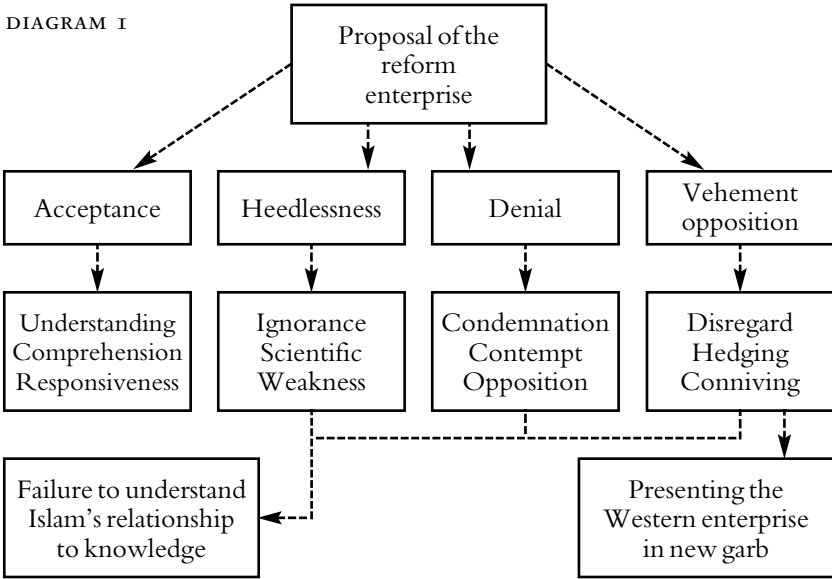 DIAGRAM 1
Proposal of the
reform
enterprise
Acceptance
Heedlessness
Denial
Vehement
opposition
Understanding
Comprehension
Responsiveness
Ignorance
Scientific
Weakness
Condemnation
Contempt
Opposition
Disregard
Hedging
Conniving
Failure to understand
Islam's relationship
to knowledge
Presenting the
Western enterprise
in new garb